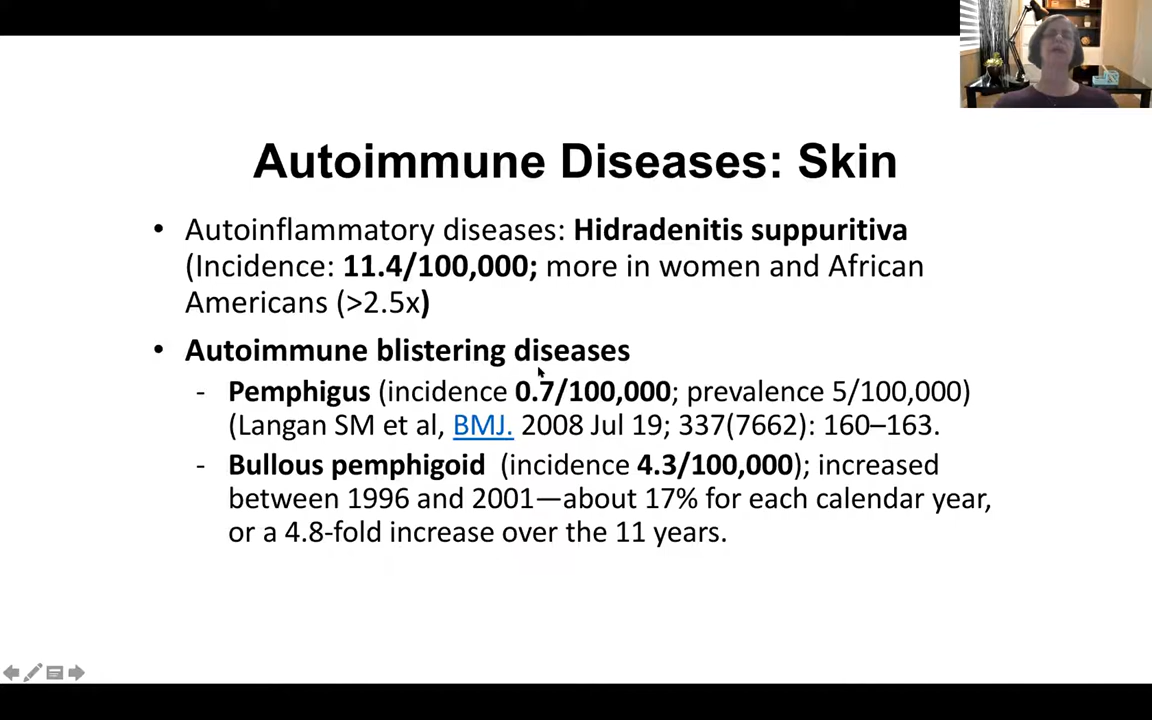 Autoimmune Diseases: Skin
• Autoinflammatory diseases: Hidradenitis suppuritiva
(Incidence: 11.4/100,000; more in women and African
Americans (>2.5x)
• Autoimmune blistering diseases
- Pemphigus (incidence 0.7/100,000; prevalence 5/100,000)
(Langan SM et al, BMJ. 2008 Jul 19; 337(7662): 160–163.
- Bullous pemphigoid (incidence 4.3/100,000); increased
between 1996 and 2001—about 17% for each calendar year,
or a 4.8-fold increase over the 11 years.